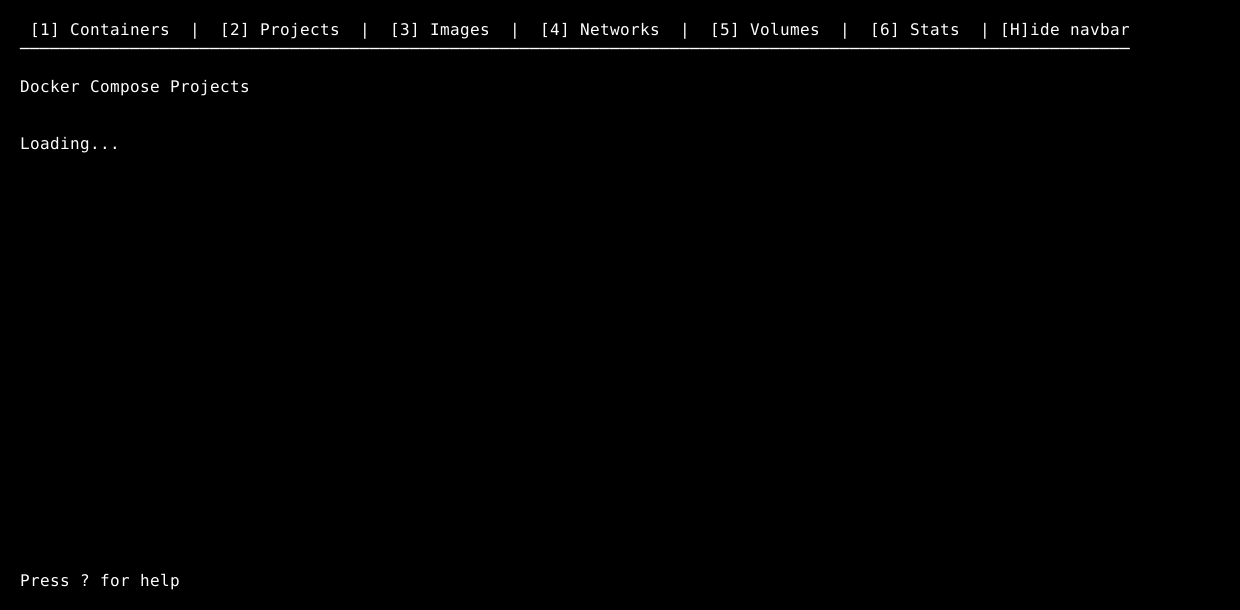 [1] Containers | [2] Projects | [3] Images | [4] Networks | [5] Volumes | [6] Stats | [H]ide navbar
Docker Compose Projects
Loading...
Press ? for help